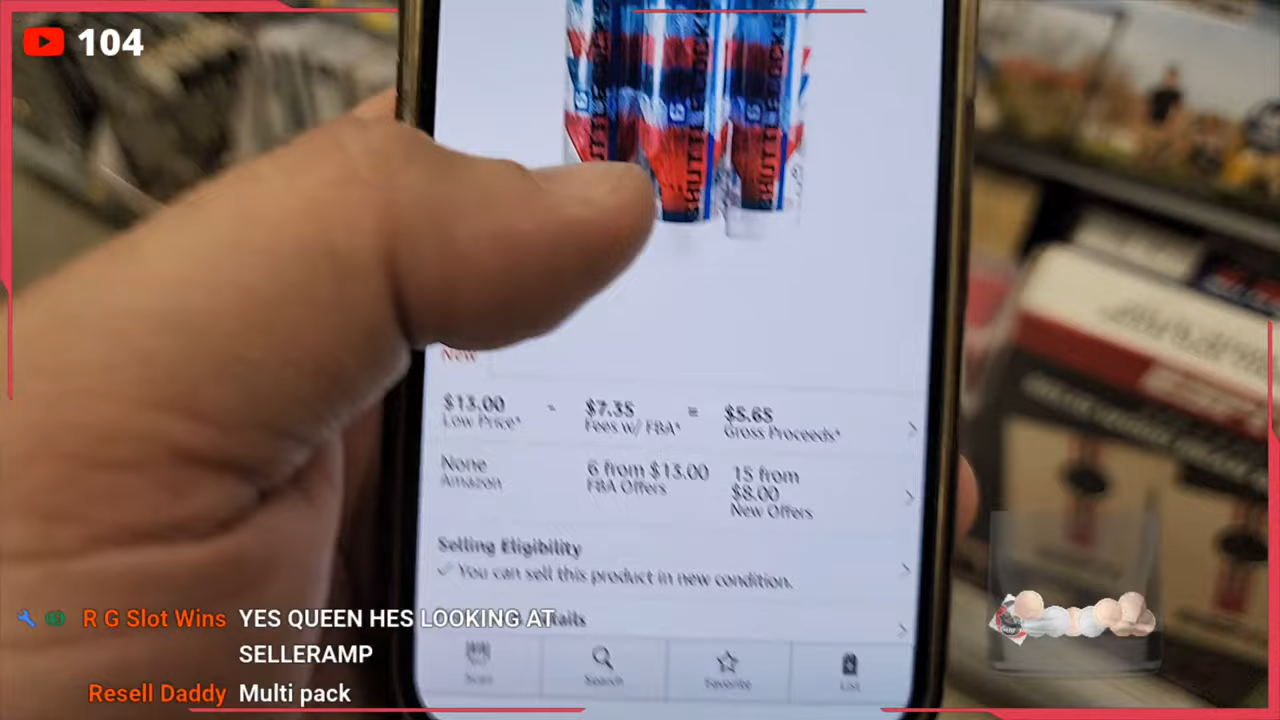 104
New
$13.00 - $7.35 = $5.65
Low Price* Fees w/ FBA* Gross Proceeds*
None 6 from $13.00 15 from
Amazon FBA Offers $8.00
New Offers
Selling Eligibility
✓ You can sell this product in new condition.
tails
Scan Search Favorite List
R G Slot Wins YES QUEEN HES LOOKING AT
SELLERAMP
Resell Daddy Multi pack